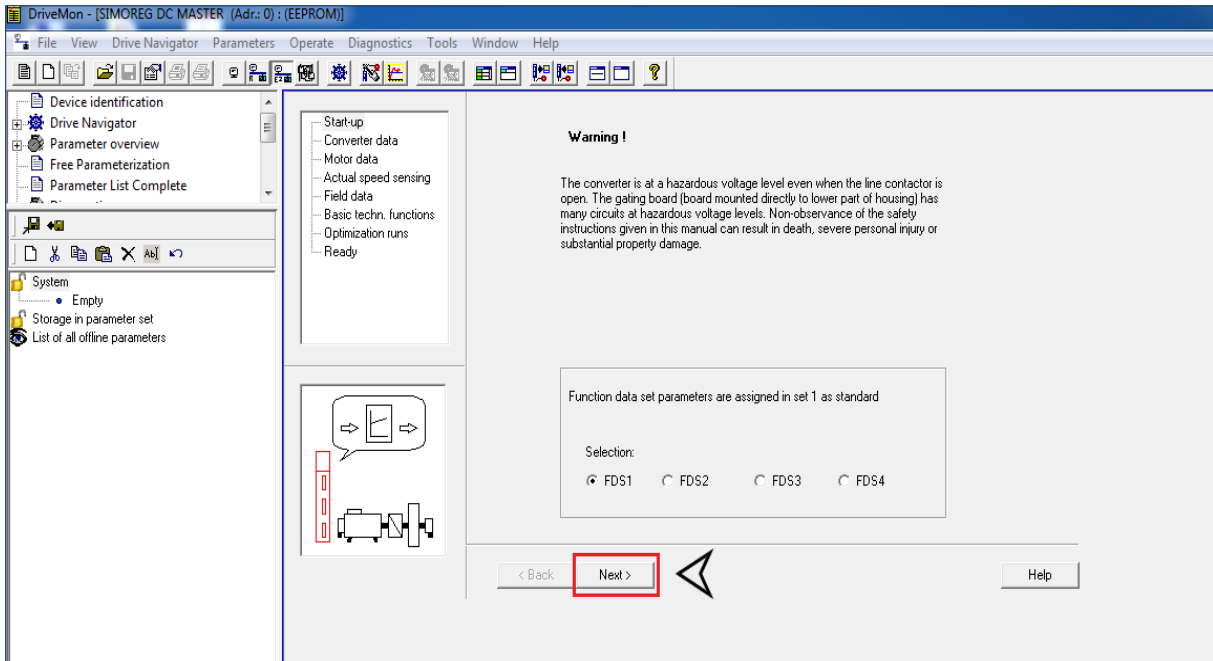 DriveMon - [SIMOREG DC MASTER (Adr.: 0) : (EEPROM)]
File View Drive Navigator Parameters Operate Diagnostics Tools Window Help
Device identification
Drive Navigator
Parameter overview
Free Parameterization
Parameter List Complete
System
Empty
Storage in parameter set
List of all offline parameters
Start-up
Converter data
Motor data
Actual speed sensing
Field data
Basic techn. functions
Optimization runs
Ready
Warning !
The converter is at a hazardous voltage level even when the line contactor is
open. The gating board (board mounted directly to lower part of housing) has
many circuits at hazardous voltage levels. Non-observance of the safety
instructions given in this manual can result in death, severe personal injury or
substantial property damage.
Function data set parameters are assigned in set 1 as standard
Selection:
FDS1 FDS2 FDS3 FDS4
< Back Next > Help